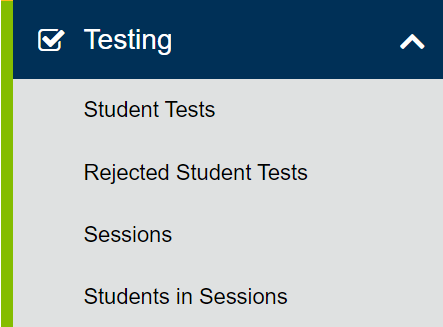 Testing
Student Tests
Rejected Student Tests
Sessions
Students in Sessions